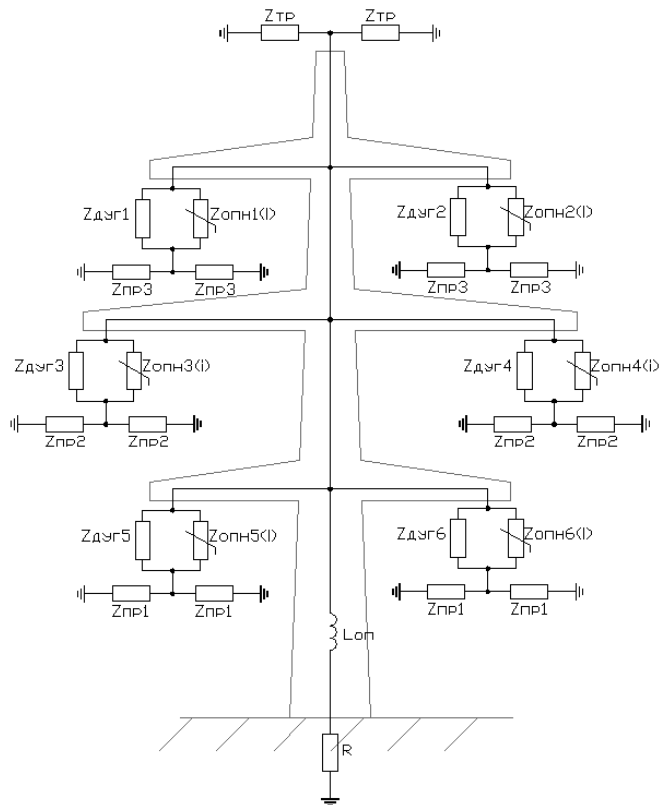 Zтр Zтр
Zдуг1 Zопн1(I) Zдуг2 Zопн2(I)
Zпр3 Zпр3 Zпр3 Zпр3
Zдуг3 Zопн3(i) Zдуг4 Zопн4(i)
Zпр2 Zпр2 Zпр2 Zпр2
Zдуг5 Zопн5(I) Zдуг6 Zопн6(I)
Zпр1 Zпр1 Zпр1 Zпр1
Lоп
R